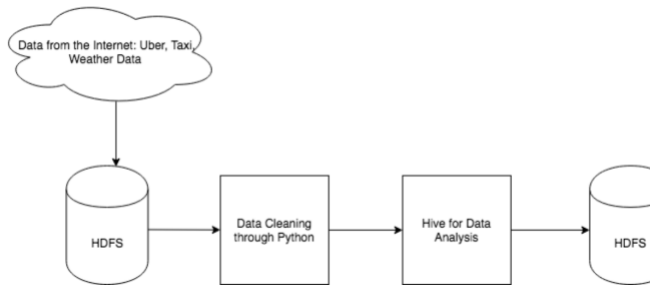 Data from the Internet: Uber, Taxi,
Weather Data
HDFS
Data Cleaning
through Python
Hive for Data
Analysis
HDFS